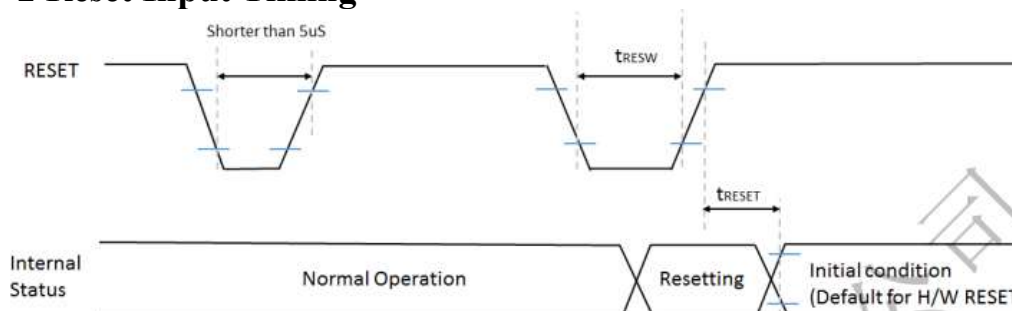 2 Reset Input Timing
Shorter than 5uS
RESET
tRESW
tRESET
Internal
Status
Normal Operation
Resetting
Initial condition
(Default for H/W RESET